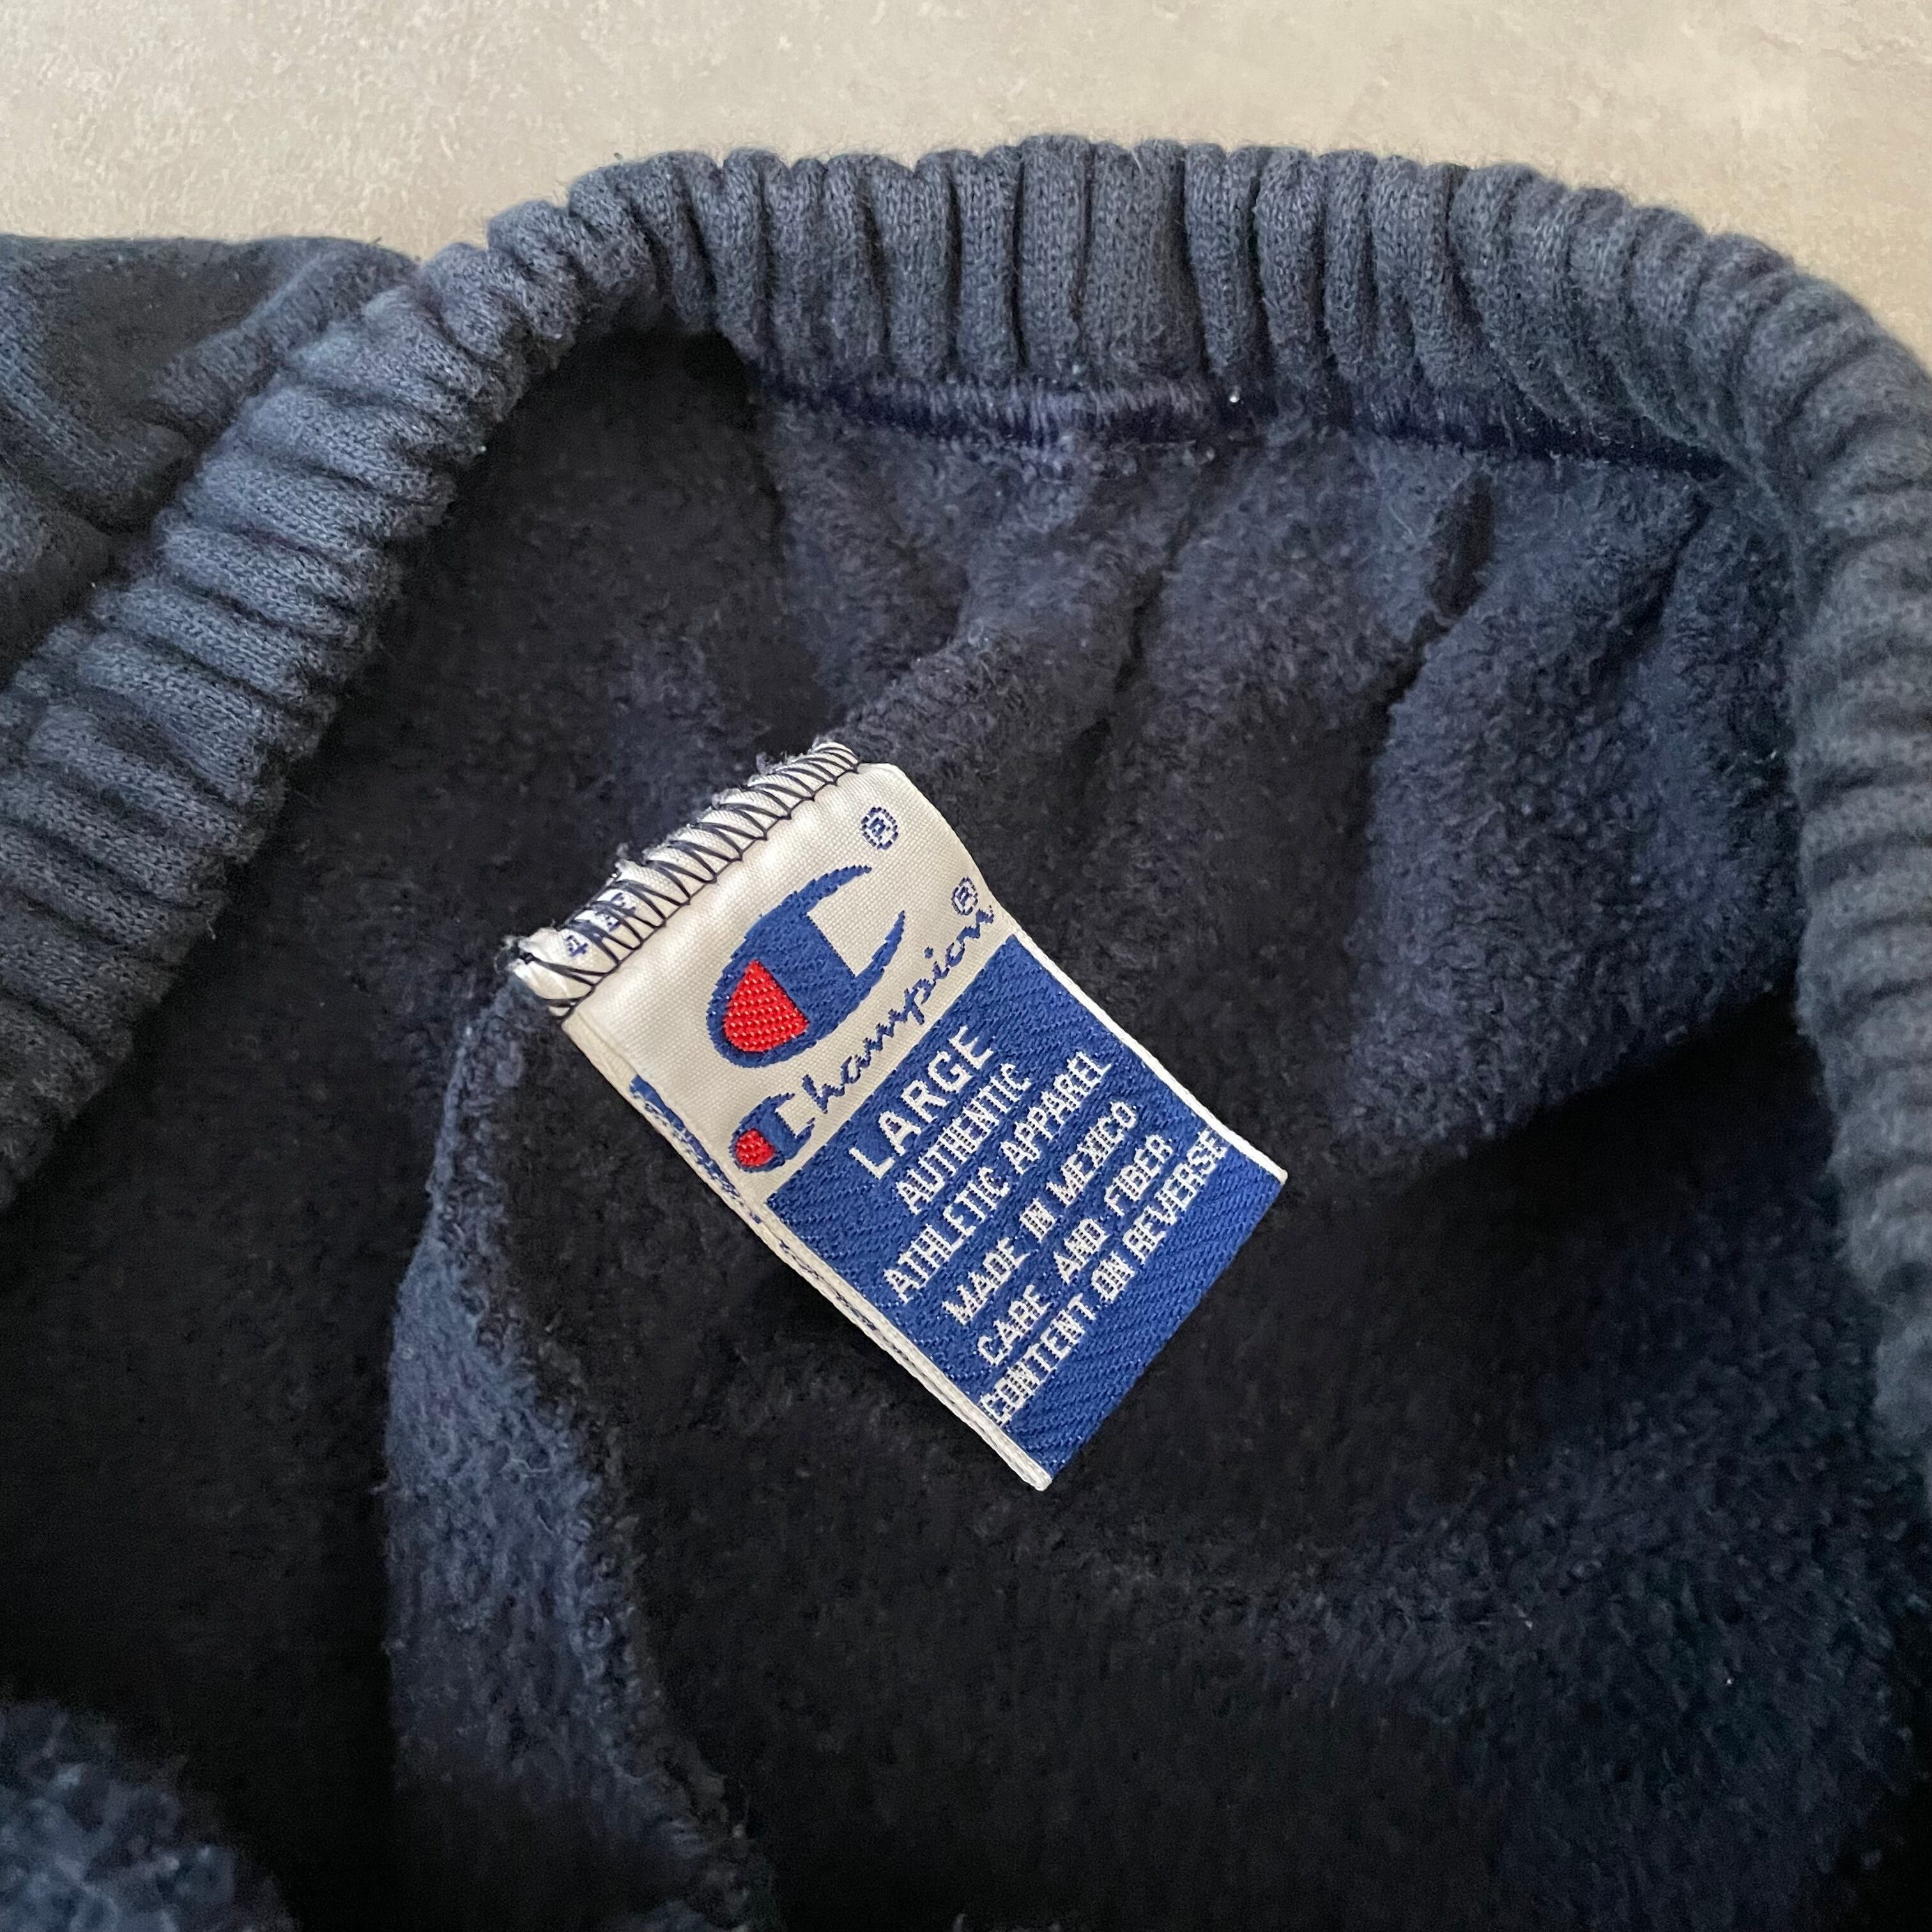 ®
Champion®
LARGE
AUTHENTIC
ATHLETIC APPAREL
MADE IN MEXICO.
CARE AND FIBER
CONTENT ON REVERSE